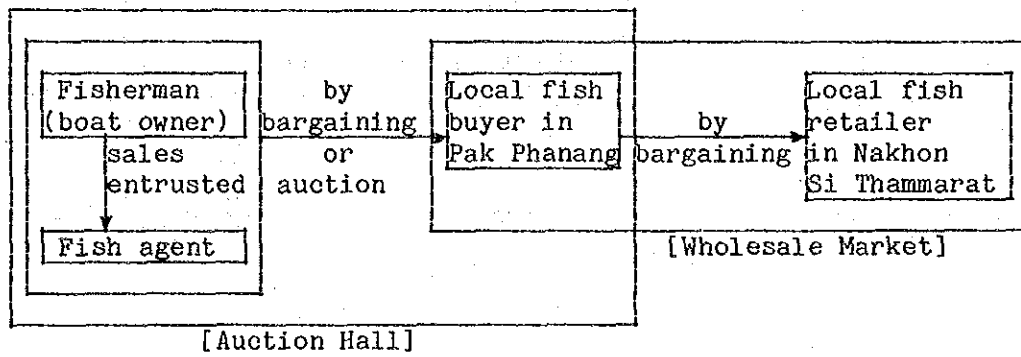 Fisherman
(boat owner)
sales
entrusted
Fish agent
by
bargaining
or
auction
Local fish
buyer in
Pak Phanang
by
bargaining
Local fish
retailer
in Nakhon
Si Thammarat
[Wholesale Market]
[Auction Hall]